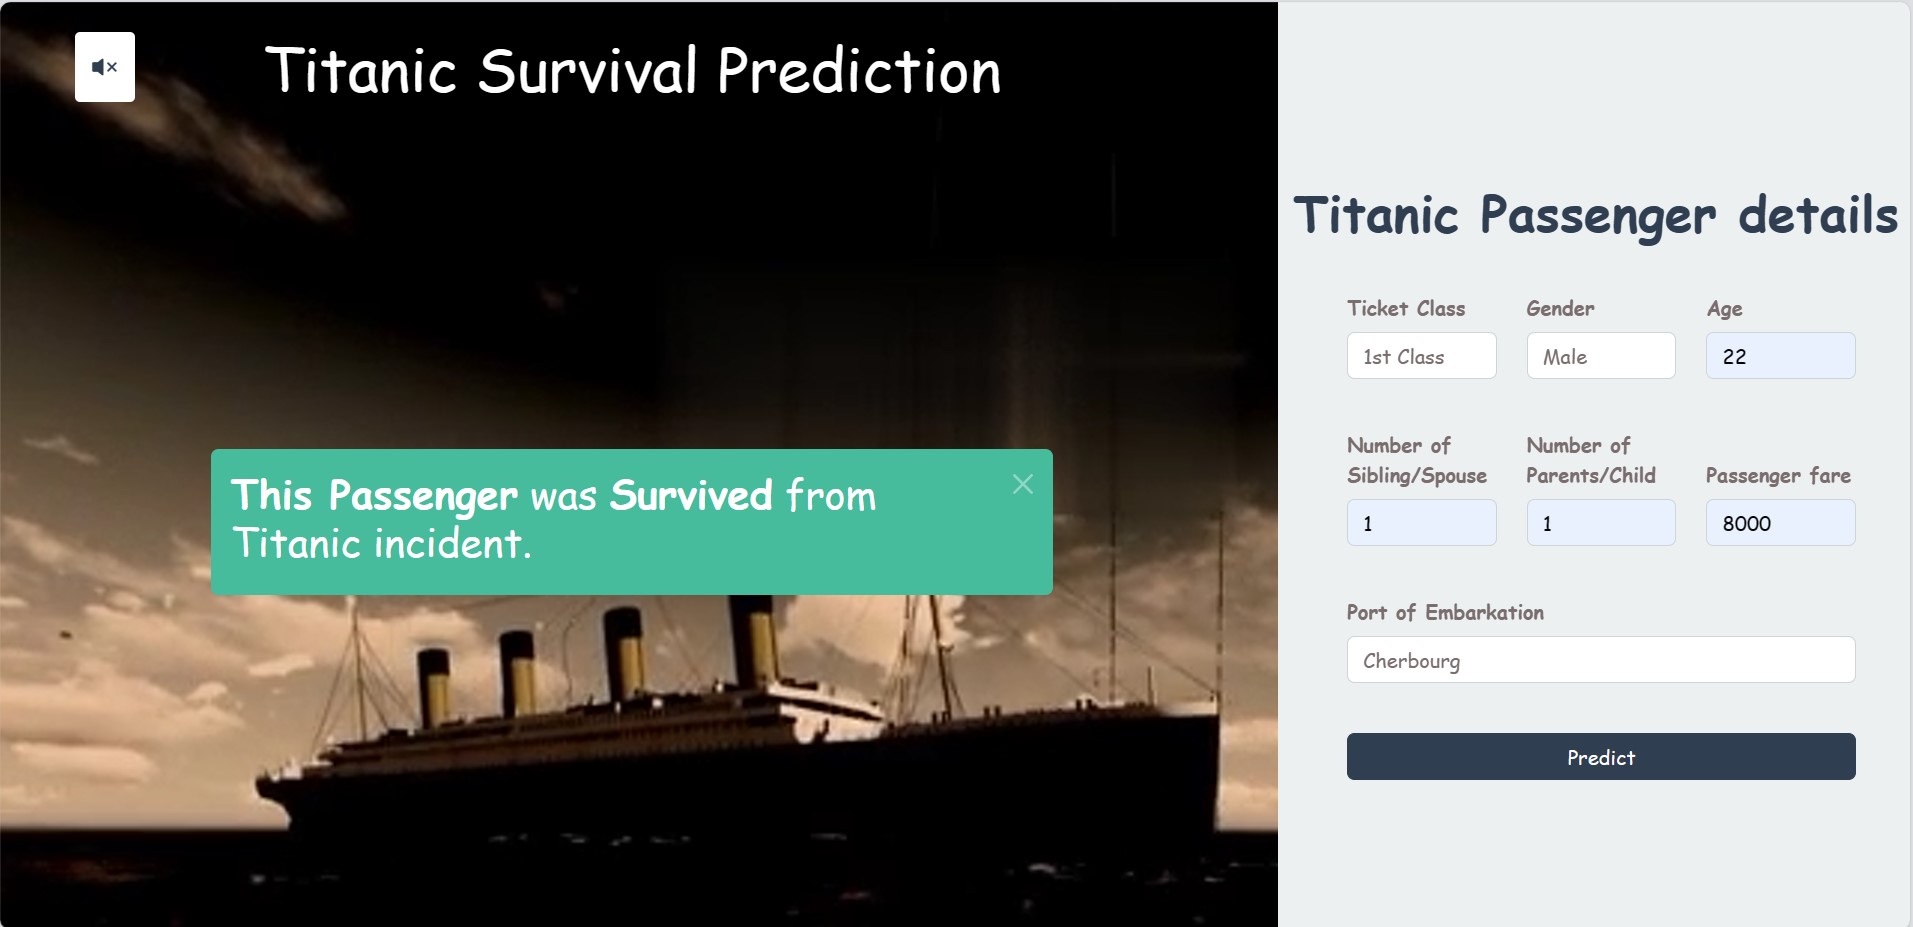 Titanic Survival Prediction
This Passenger was Survived from
Titanic incident.
Titanic Passenger details
Ticket Class
Gender
Age
1st Class
Male
22
Number of
Sibling/Spouse
Number of
Parents/Child
Passenger fare
1
1
8000
Port of Embarkation
Cherbourg
Predict